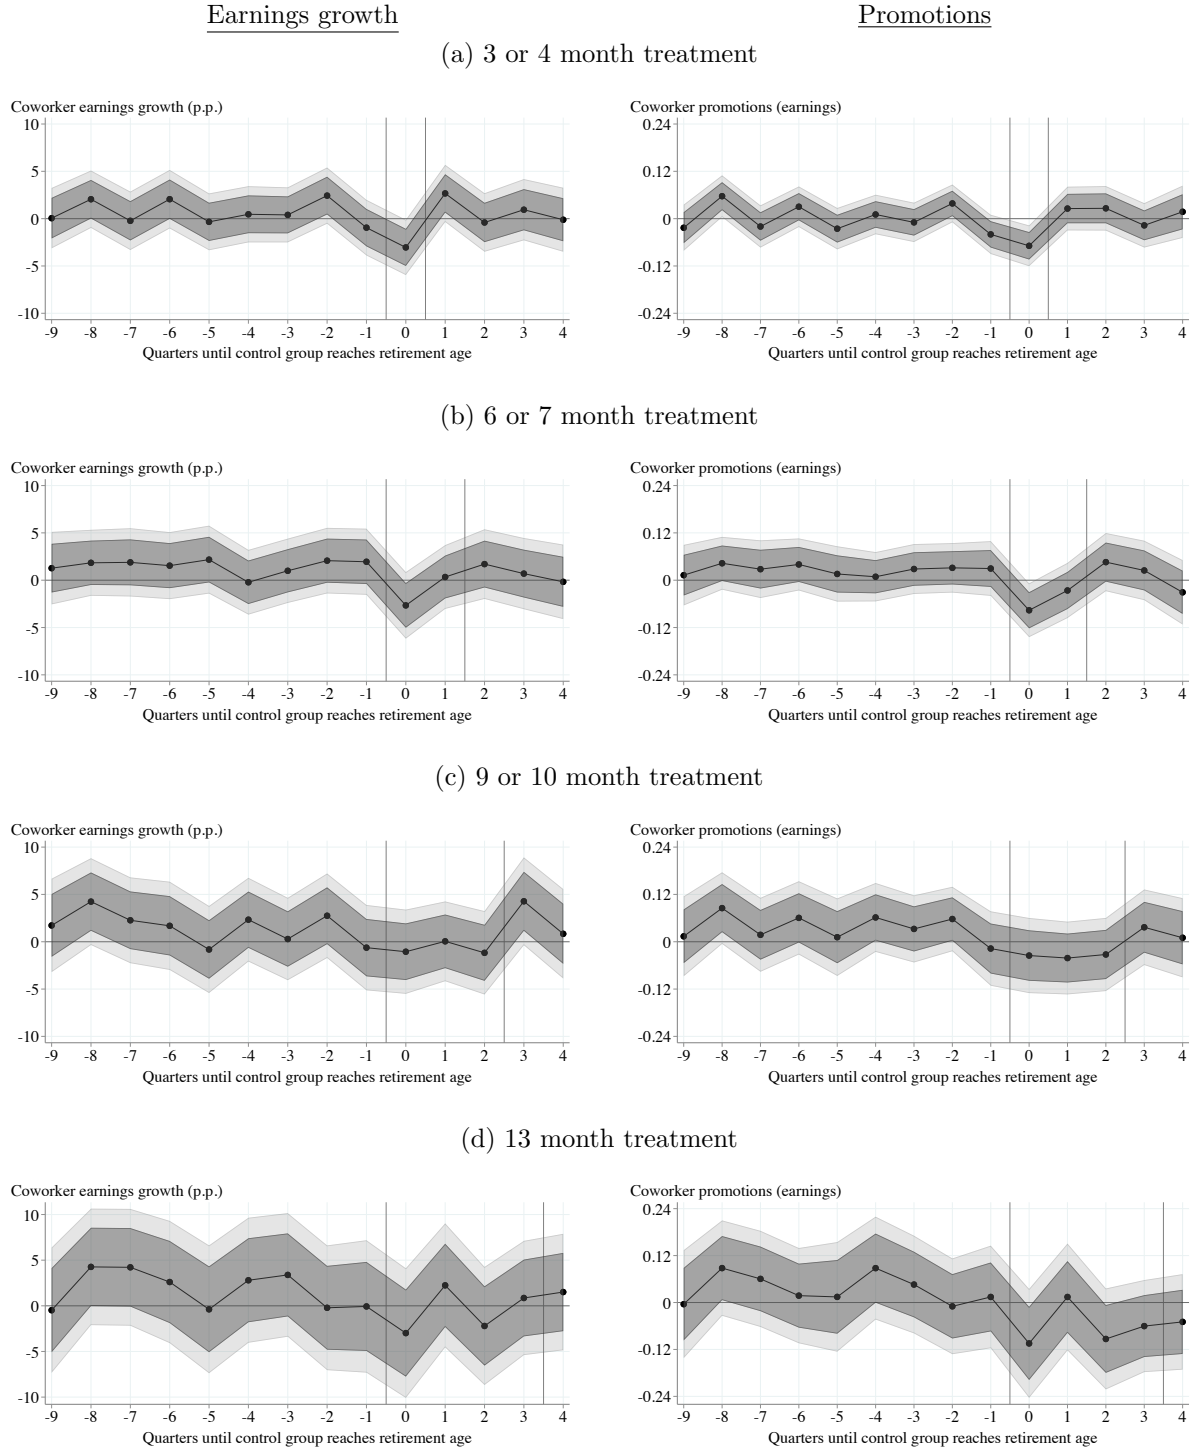 Earnings growth Promotions
(a) 3 or 4 month treatment
Coworker earnings growth (p.p.)
10
5
0
-5
-10
-9 -8 -7 -6 -5 -4 -3 -2 -1 0 1 2 3 4
Quarters until control group reaches retirement age
Coworker promotions (earnings)
0.24
0.12
0
-0.12
-0.24
-9 -8 -7 -6 -5 -4 -3 -2 -1 0 1 2 3 4
Quarters until control group reaches retirement age
(b) 6 or 7 month treatment
Coworker earnings growth (p.p.)
10
5
0
-5
-10
-9 -8 -7 -6 -5 -4 -3 -2 -1 0 1 2 3 4
Quarters until control group reaches retirement age
Coworker promotions (earnings)
0.24
0.12
0
-0.12
-0.24
-9 -8 -7 -6 -5 -4 -3 -2 -1 0 1 2 3 4
Quarters until control group reaches retirement age
(c) 9 or 10 month treatment
Coworker earnings growth (p.p.)
10
5
0
-5
-10
-9 -8 -7 -6 -5 -4 -3 -2 -1 0 1 2 3 4
Quarters until control group reaches retirement age
Coworker promotions (earnings)
0.24
0.12
0
-0.12
-0.24
-9 -8 -7 -6 -5 -4 -3 -2 -1 0 1 2 3 4
Quarters until control group reaches retirement age
(d) 13 month treatment
Coworker earnings growth (p.p.)
10
5
0
-5
-10
-9 -8 -7 -6 -5 -4 -3 -2 -1 0 1 2 3 4
Quarters until control group reaches retirement age
Coworker promotions (earnings)
0.24
0.12
0
-0.12
-0.24
-9 -8 -7 -6 -5 -4 -3 -2 -1 0 1 2 3 4
Quarters until control group reaches retirement age